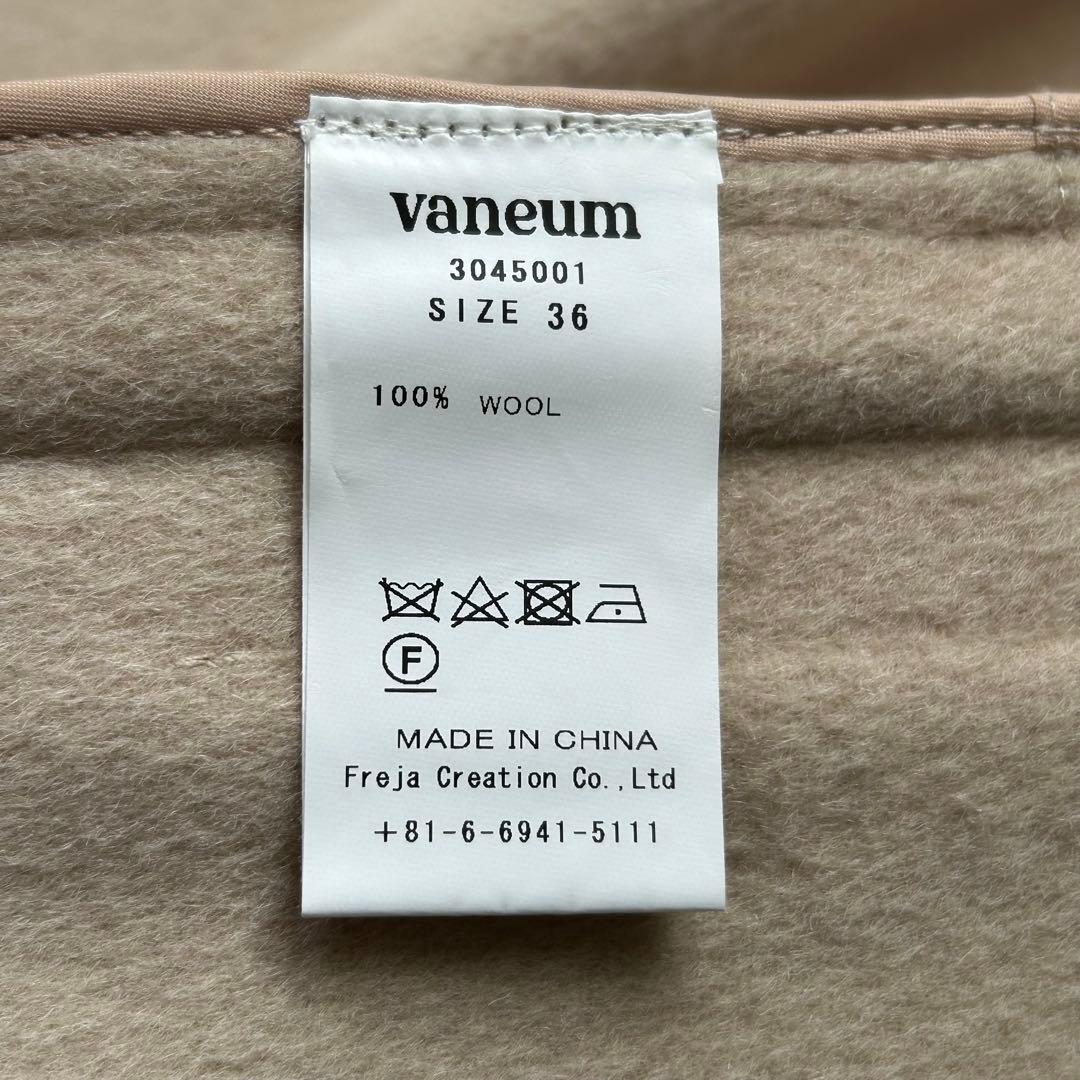 vaneum
3045001
SIZE 36
100% WOOL
F
MADE IN CHINA
Freja Creation Co.,Ltd
+81-6-6941-5111